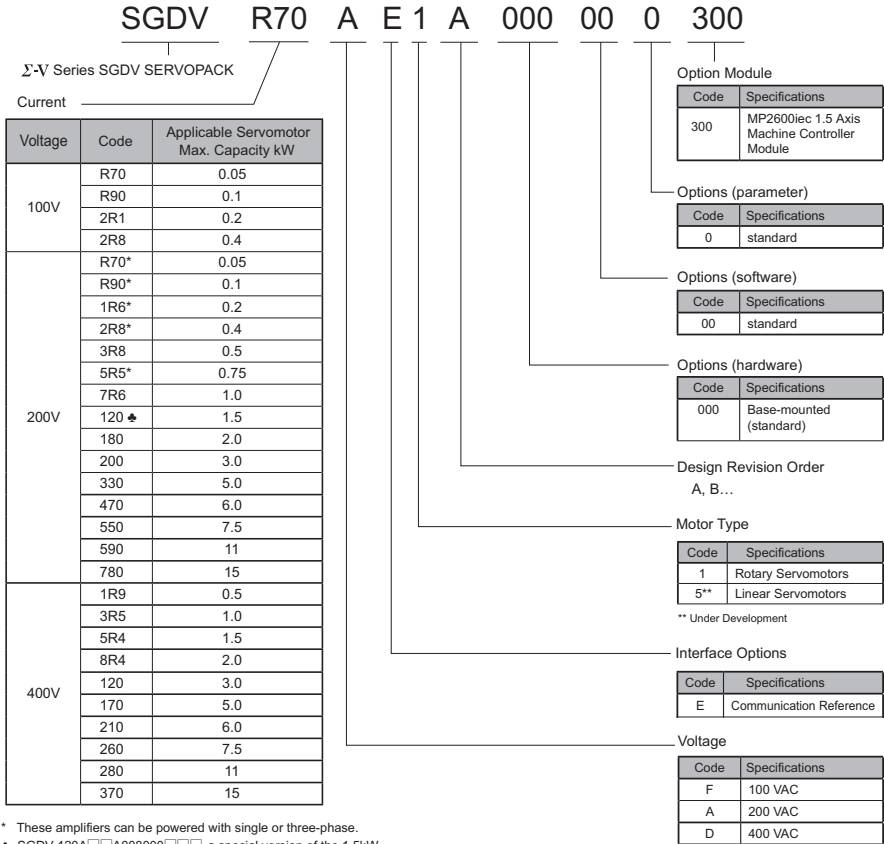 SGDV R70 A E 1 A 000 00 0 300
Σ-V Series SGDV SERVOPACK
Current
Voltage Code Applicable Servomotor Max. Capacity kW
100V
R70 0.05
R90 0.1
2R1 0.2
2R8 0.4
200V
R70* 0.05
R90* 0.1
1R6* 0.2
2R8* 0.4
3R8 0.5
5R5* 0.75
7R6 1.0
120 ♣ 1.5
180 2.0
200 3.0
330 5.0
470 6.0
550 7.5
590 11
780 15
400V
1R9 0.5
3R5 1.0
5R4 1.5
8R4 2.0
120 3.0
170 5.0
210 6.0
260 7.5
280 11
370 15
* These amplifiers can be powered with single or three-phase.
Option Module
Code Specifications
300 MP2600iec 1.5 Axis
Machine Controller
Module
Options (parameter)
Code Specifications
0 standard
Options (software)
Code Specifications
00 standard
Options (hardware)
Code Specifications
000 Base-mounted
(standard)
Design Revision Order
A, B…
Motor Type
Code Specifications
1 Rotary Servomotors
5** Linear Servomotors
** Under Development
Interface Options
Code Specifications
E Communication Reference
Voltage
Code Specifications
F 100 VAC
A 200 VAC
D 400 VAC